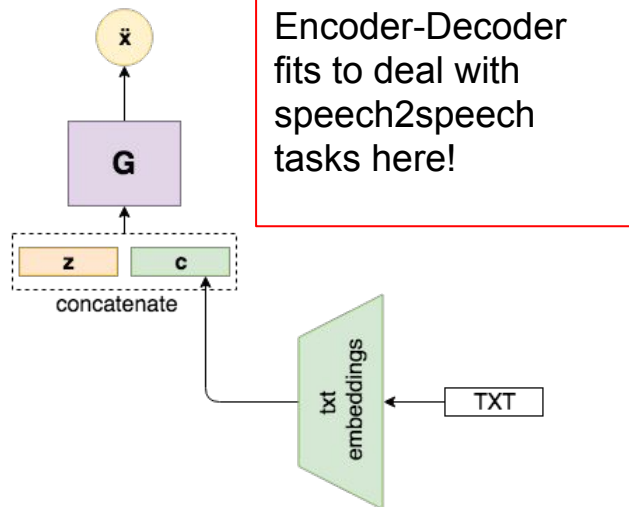 ẍ
Encoder-Decoder
fits to deal with
speech2speech
tasks here!
G
z c
concatenate
txt
embeddings
TXT